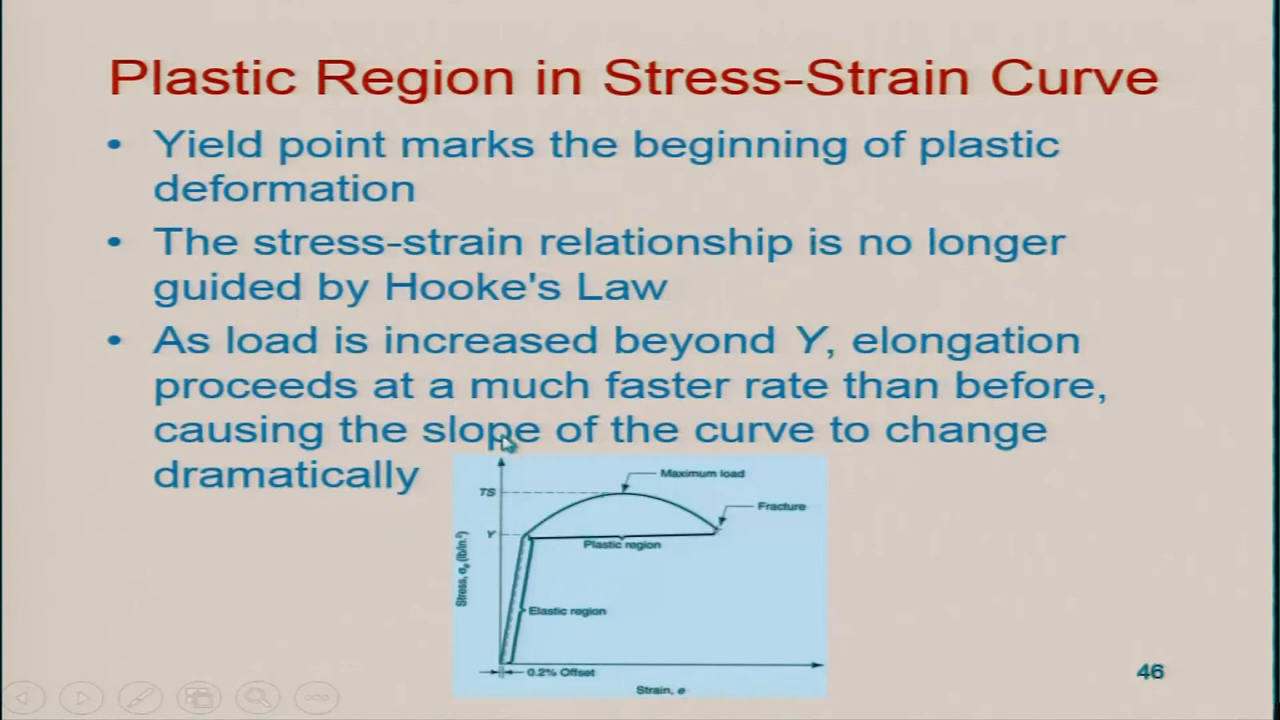 Plastic Region in Stress-Strain Curve
• Yield point marks the beginning of plastic
deformation
• The stress-strain relationship is no longer
guided by Hooke's Law
• As load is increased beyond Y, elongation
proceeds at a much faster rate than before,
causing the slope of the curve to change
dramatically
Maximum load
TS
Fracture
Y
Plastic region
Stress, σe (lb/in.²)
Elastic region
0.2% Offset
Strain, e
46